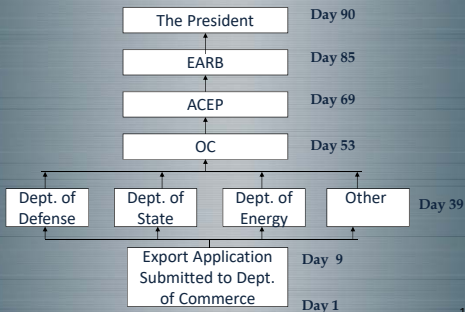 The President Day 90
EARB Day 85
ACEP Day 69
OC Day 53
Dept. of Dept. of Dept. of Other Day 39
Defense State Energy
Export Application Day 9
Submitted to Dept.
of Commerce Day 1